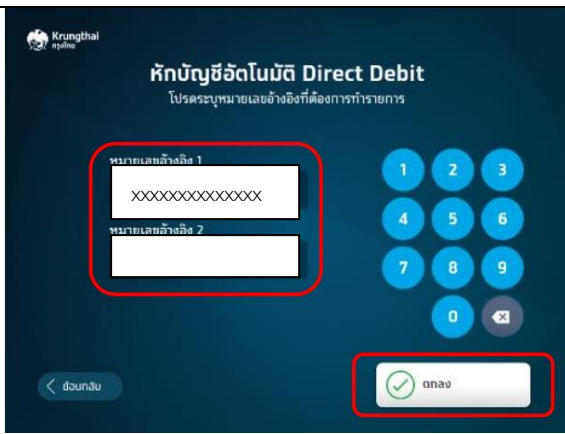 Krungthai
กรุงไทย
หักบัญชีอัตโนมัติ Direct Debit
โปรดระบุหมายเลขอ้างอิงที่ต้องการทำรายการ
หมายเลขอ้างอิง 1
XXXXXXXXXXXXXX
หมายเลขอ้างอิง 2
1 2 3
4 5 6
7 8 9
0
ย้อนกลับ
ตกลง